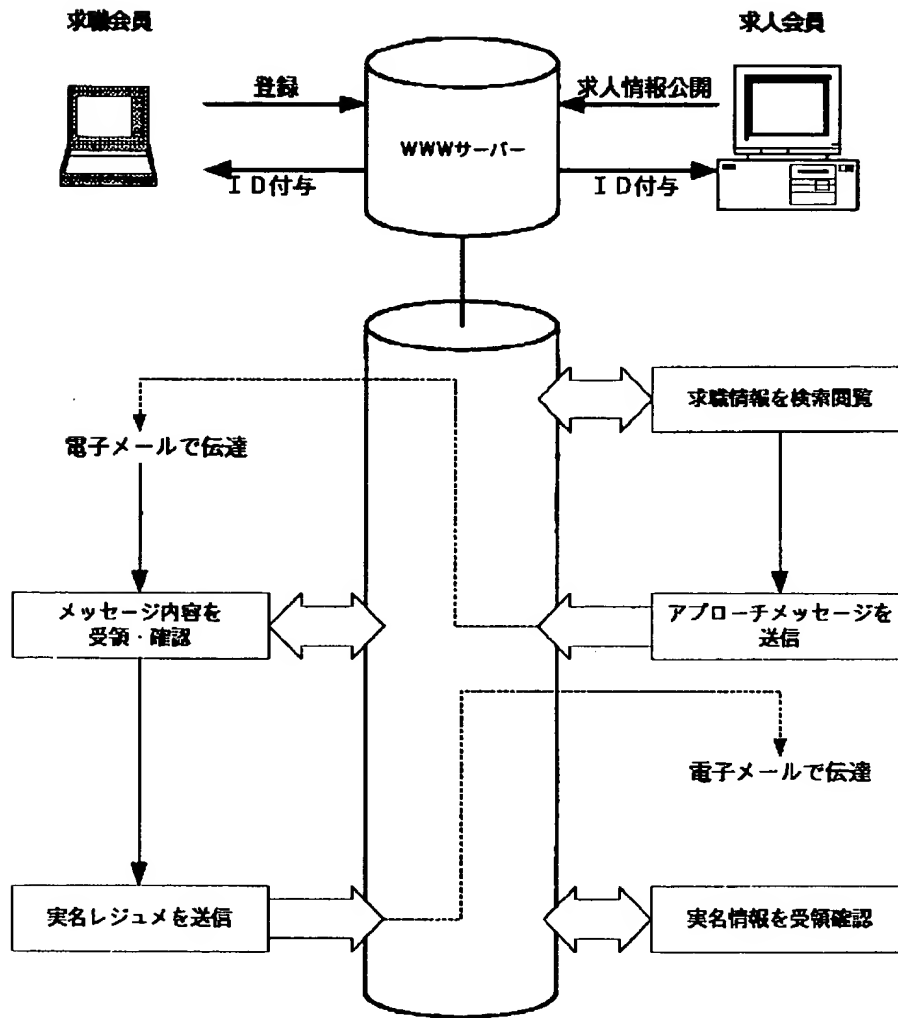 求職会員
求人会員
登録
求人情報公開
WWWサーバー
ＩＤ付与
ＩＤ付与
求職情報を検索閲覧
電子メールで伝達
メッセージ内容を
受領・確認
アプローチメッセージを
送信
電子メールで伝達
実名レジュメを送信
実名情報を受領確認